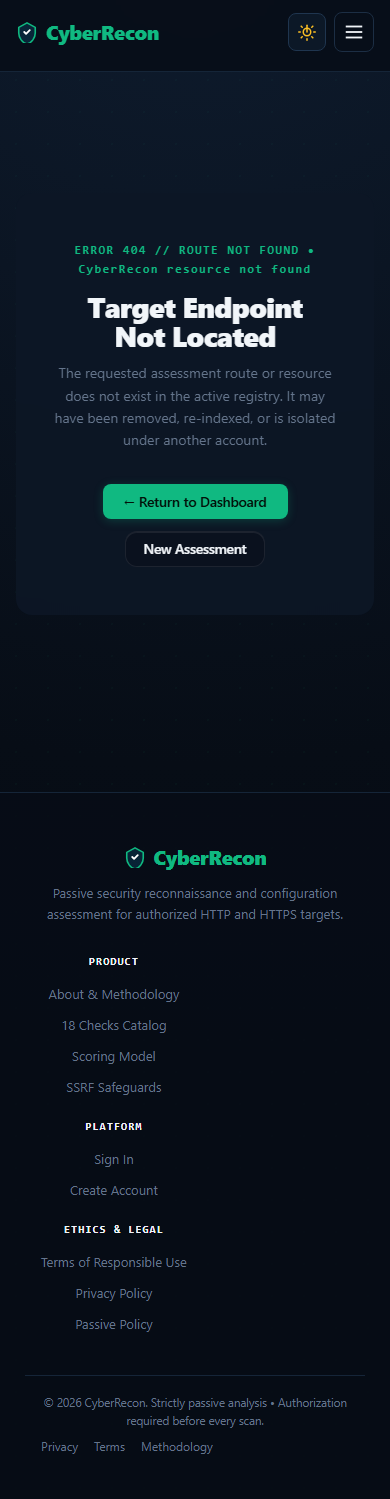 CyberRecon
ERROR 404 // ROUTE NOT FOUND •
CyberRecon resource not found
Target Endpoint
Not Located
The requested assessment route or resource
does not exist in the active registry. It may
have been removed, re-indexed, or is isolated
under another account.
← Return to Dashboard
New Assessment
CyberRecon
Passive security reconnaissance and configuration
assessment for authorized HTTP and HTTPS targets.
PRODUCT
About & Methodology
18 Checks Catalog
Scoring Model
SSRF Safeguards
PLATFORM
Sign In
Create Account
ETHICS & LEGAL
Terms of Responsible Use
Privacy Policy
Passive Policy
© 2026 CyberRecon. Strictly passive analysis • Authorization
required before every scan.
Privacy Terms Methodology